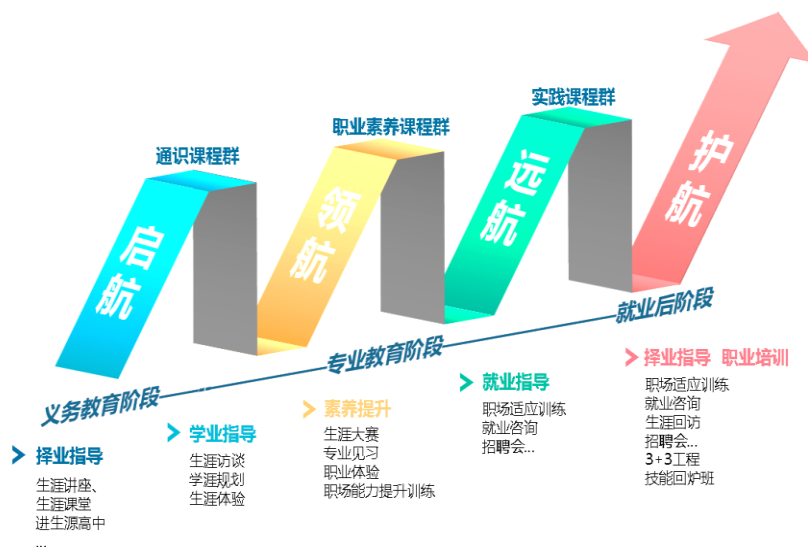 通识课程群
职业素养课程群
实践课程群
启航
领航
远航
护航
义务教育阶段
专业教育阶段
就业后阶段
择业指导
生涯讲座、
生涯课堂
进生源高中
...
学业指导
生涯访谈
学涯规划
生涯体验
素养提升
生涯大赛
专业见习
职业体验
职场能力提升训练
就业指导
职场适应训练
就业咨询
招聘会...
择业指导 职业培训
职场适应训练
就业咨询
生涯回访
招聘会...
3+3工程
技能回炉班